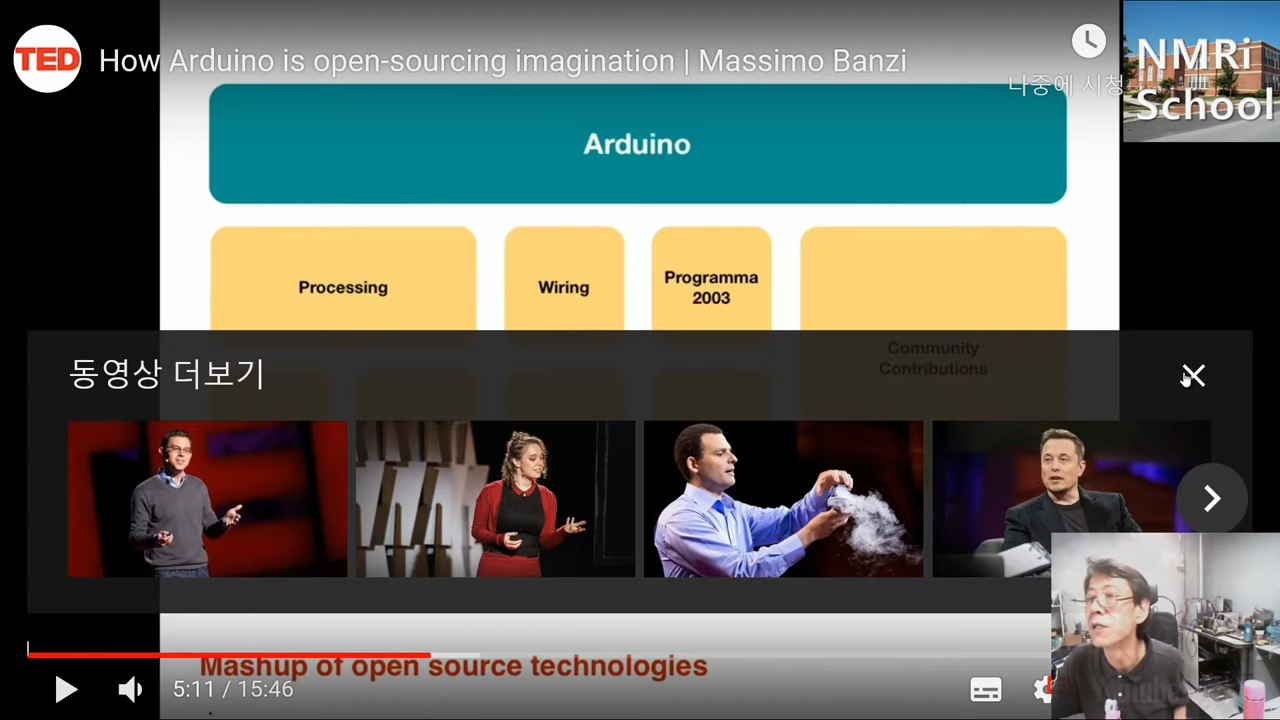 TED
How Arduino is open-sourcing imagination | Massimo Banzi
나중에 시청
NMRi
School
Arduino
Processing
Wiring
Programma
2003
Community
Contributions
동영상 더보기
Mashup of open source technologies
5:11 / 15:46
YouTube